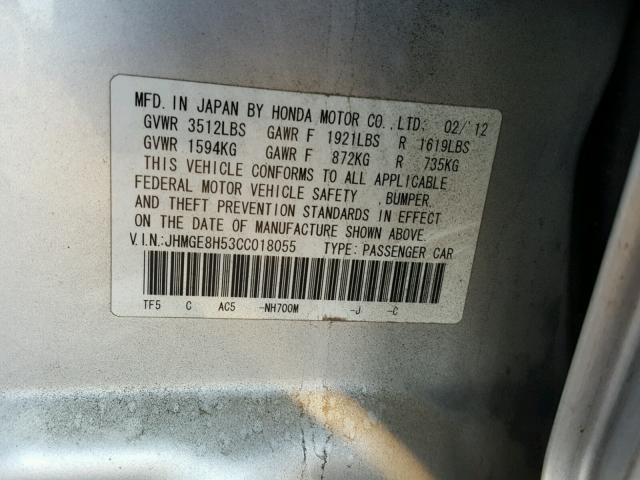 MFD. IN JAPAN BY HONDA MOTOR CO.,LTD: 02/'12
GVWR 3512LBS GAWR F 1921LBS R 1619LBS
GVWR 1594KG GAWR F 872KG R 735KG
THIS VEHICLE CONFORMS TO ALL APPLICABLE
FEDERAL MOTOR VEHICLE SAFETY ,BUMPER,
AND THEFT PREVENTION STANDARDS IN EFFECT
ON THE DATE OF MANUFACTURE SHOWN ABOVE.
V.I.N.:JHMGE8H53CC018055 TYPE: PASSENGER CAR
TF5 C AC5 -NH700M -J -C